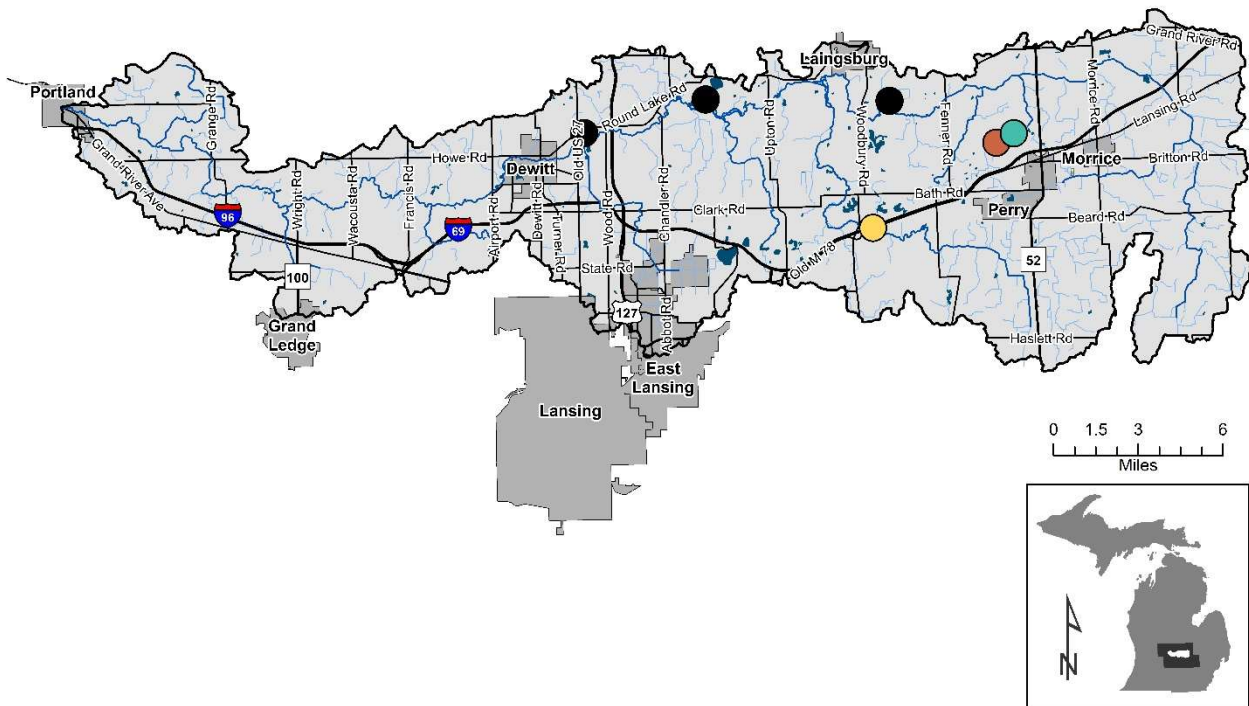 Portland
Grange Rd
Grand River Ave
96
Wright Rd
100
Grand
Ledge
Wacousta Rd
Francis Rd
Howe Rd
69
Airport Rd
Dewitt
Dewitt Rd
Turner Rd
Old US 27
Round Lake Rd
Wood Rd
State Rd
Clark Rd
Chandler Rd
127
Abbot Rd
East
Lansing
Lansing
Upton Rd
Old M 78
Laingsburg
Woodbury Rd
Bath Rd
Fenner Rd
Perry
Morrice
Morrice Rd
Grand River Rd
Lansing Rd
Britton Rd
Beard Rd
52
Haslett Rd
0 1.5 3 6
Miles
N